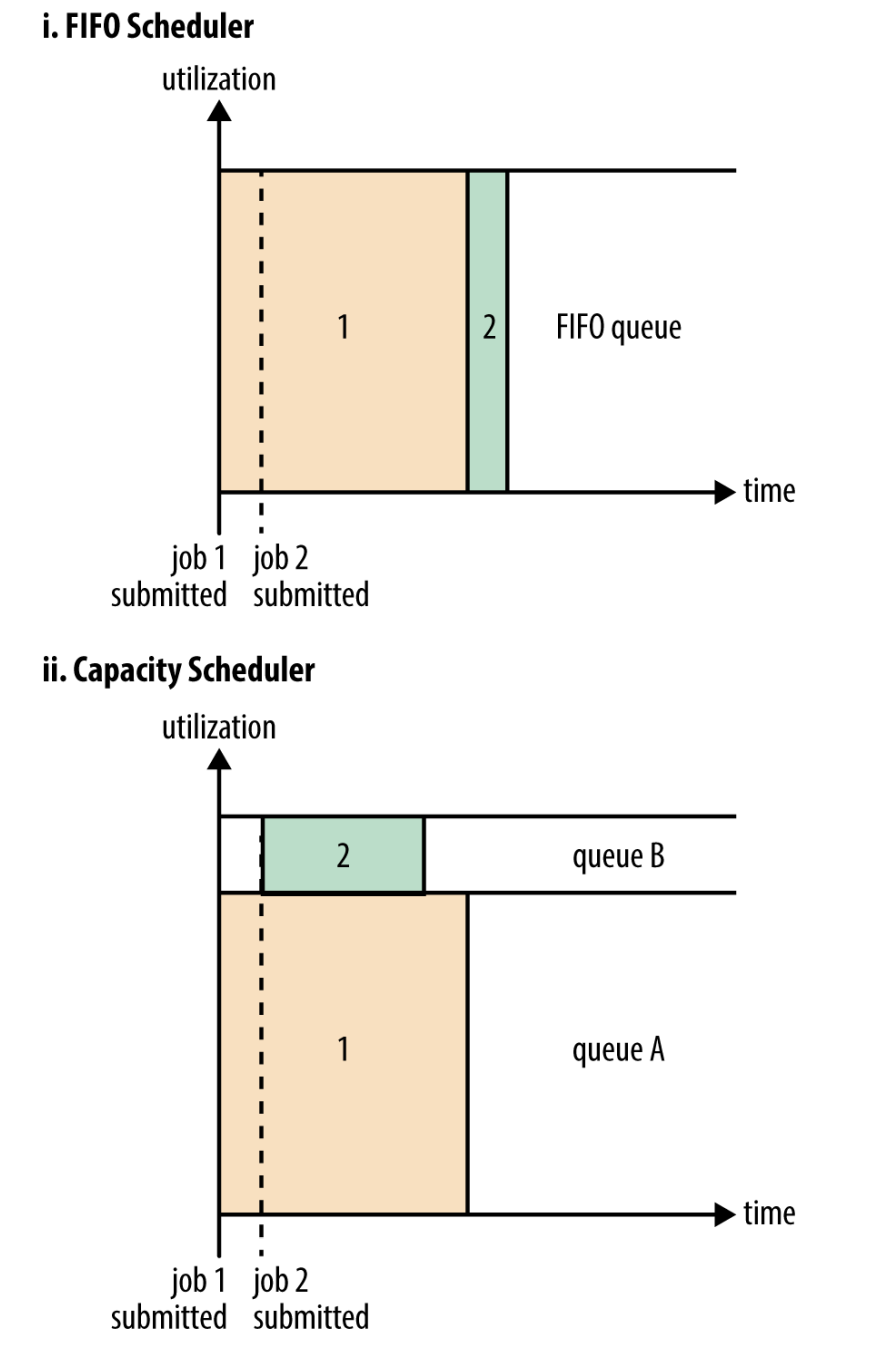 i. FIFO Scheduler
utilization
1
2
FIFO queue
time
job 1 job 2
submitted submitted
ii. Capacity Scheduler
utilization
2
queue B
1
queue A
time
job 1 job 2
submitted submitted